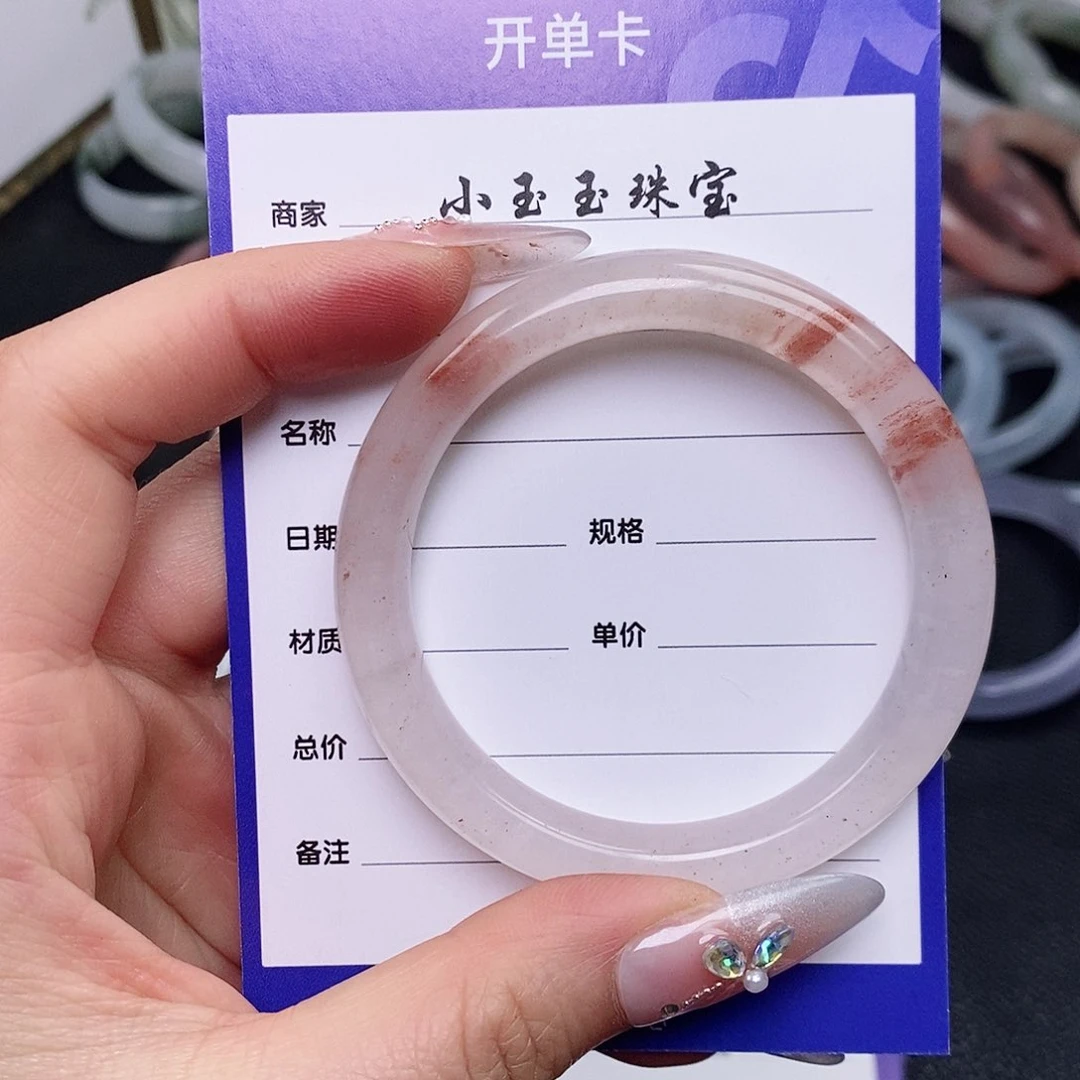 开单卡
商家 小玉玉珠宝
名称
日期 规格
材质 单价
总价
备注